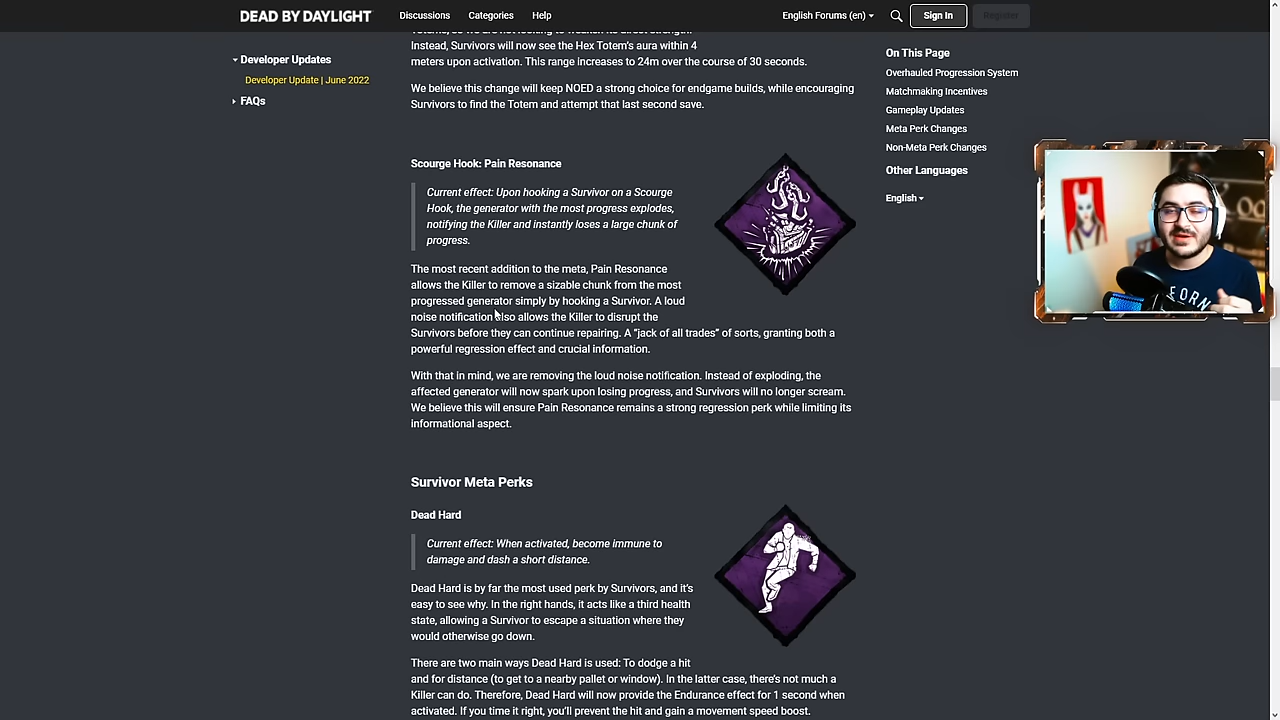 DEAD BY DAYLIGHT
Discussions
Categories
Help
English Forums (en)
Sign In
Register
Developer Updates
Developer Update | June 2022
FAQs
Instead, Survivors will now see the Hex Totem's aura within 4
meters upon activation. This range increases to 24m over the course of 30 seconds.
We believe this change will keep NOED a strong choice for endgame builds, while encouraging
Survivors to find the Totem and attempt that last second save.
Scourge Hook: Pain Resonance
Current effect: Upon hooking a Survivor on a Scourge
Hook, the generator with the most progress explodes,
notifying the Killer and instantly loses a large chunk of
progress.
The most recent addition to the meta, Pain Resonance
allows the Killer to remove a sizable chunk from the most
progressed generator simply by hooking a Survivor. A loud
noise notification also allows the Killer to disrupt the
Survivors before they can continue repairing. A "jack of all trades" of sorts, granting both a
powerful regression effect and crucial information.
With that in mind, we are removing the loud noise notification. Instead of exploding, the
affected generator will now spark upon losing progress, and Survivors will no longer scream.
We believe this will ensure Pain Resonance remains a strong regression perk while limiting its
informational aspect.
Survivor Meta Perks
Dead Hard
Current effect: When activated, become immune to
damage and dash a short distance.
Dead Hard is by far the most used perk by Survivors, and it's
easy to see why. In the right hands, it acts like a third health
state, allowing a Survivor to escape a situation where they
would otherwise go down.
There are two main ways Dead Hard is used: To dodge a hit
and for distance (to get to a nearby pallet or window). In the latter case, there's not much a
Killer can do. Therefore, Dead Hard will now provide the Endurance effect for 1 second when
activated. If you time it right, you'll prevent the hit and gain a movement speed boost.
On This Page
Overhauled Progression System
Matchmaking Incentives
Gameplay Updates
Meta Perk Changes
Non-Meta Perk Changes
Other Languages
English